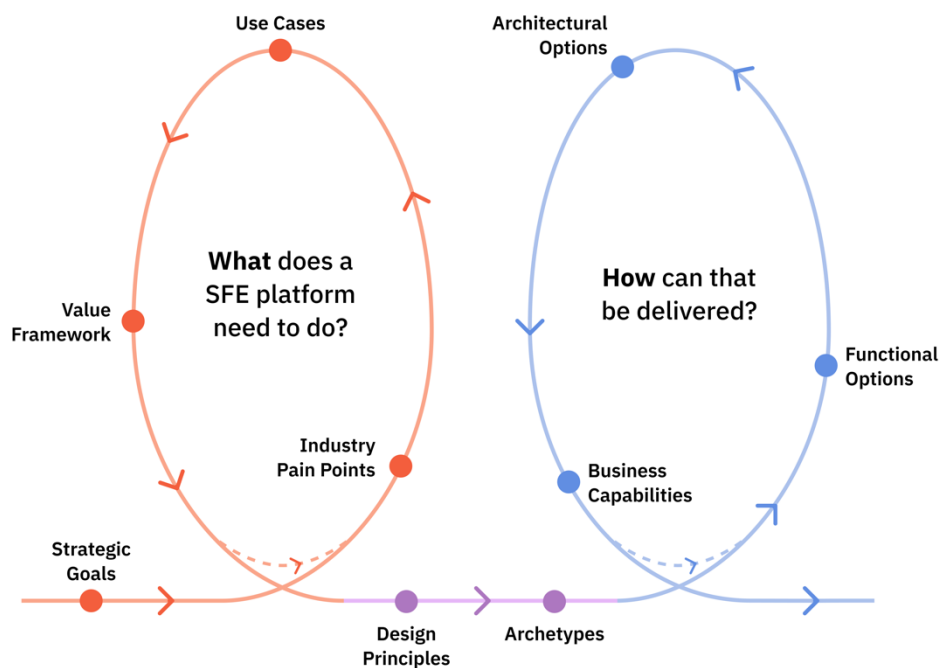 Use Cases
Architectural
Options
What does a
SFE platform
need to do?
How can that
be delivered?
Value
Framework
Functional
Options
Industry
Pain Points
Business
Capabilities
Strategic
Goals
Design
Principles
Archetypes